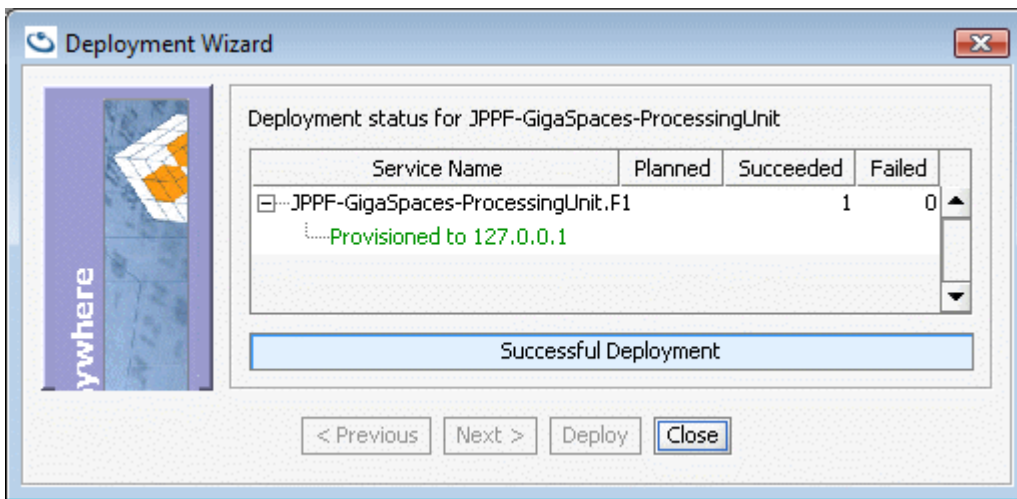 Deployment Wizard
Deployment status for JPPF-GigaSpaces-ProcessingUnit
Service Name Planned Succeeded Failed
JPPF-GigaSpaces-ProcessingUnit.F1 1 0
Provisioned to 127.0.0.1
ywhere
Successful Deployment
< Previous Next > Deploy Close